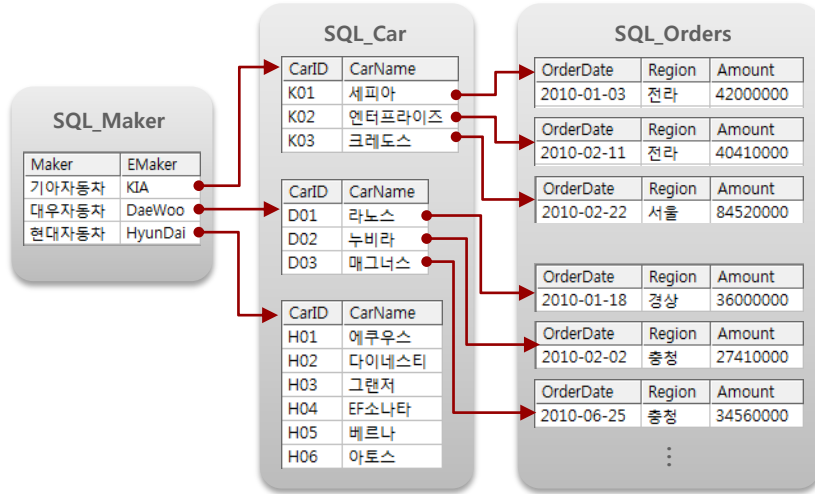 SQL_Maker
Maker EMaker
기아자동차 KIA
대우자동차 DaeWoo
현대자동차 HyunDai
SQL_Car
CarID CarName
K01 세피아
K02 엔터프라이즈
K03 크레도스
CarID CarName
D01 라노스
D02 누비라
D03 매그너스
CarID CarName
H01 에쿠우스
H02 다이네스티
H03 그랜저
H04 EF소나타
H05 베르나
H06 아토스
SQL_Orders
OrderDate Region Amount
2010-01-03 전라 42000000
OrderDate Region Amount
2010-02-11 전라 40410000
OrderDate Region Amount
2010-02-22 서울 84520000
OrderDate Region Amount
2010-01-18 경상 36000000
OrderDate Region Amount
2010-02-02 충청 27410000
OrderDate Region Amount
2010-06-25 충청 34560000
⋮